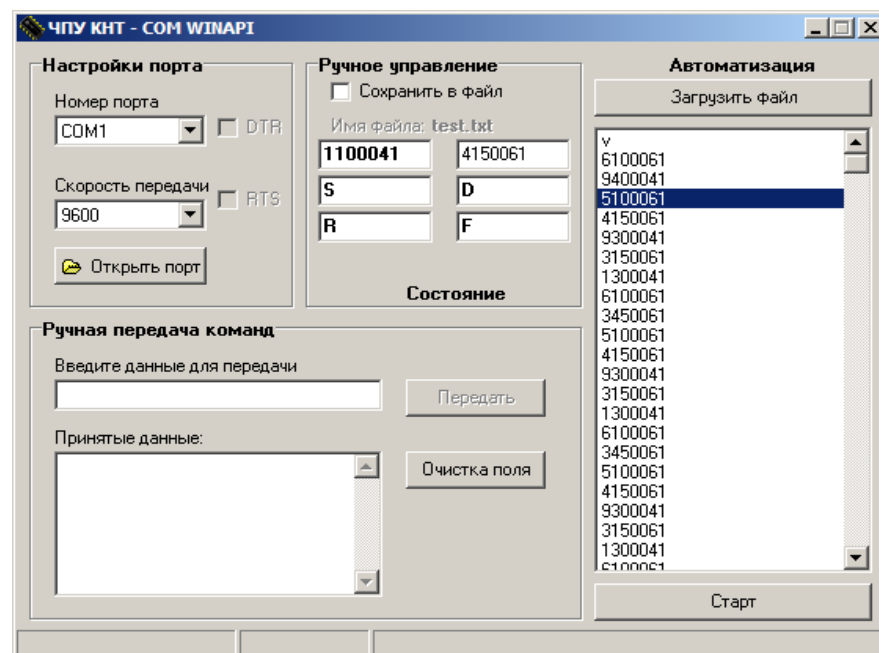 ЧПУ КНТ - COM WINAPI
Настройки порта
Номер порта
COM1
DTR
Скорость передачи
9600
RTS
Открыть порт
Ручное управление
Сохранить в файл
Имя файла: test.txt
1100041 4150061
S D
R F
Состояние
Автоматизация
Загрузить файл
v
6100061
9400041
5100061
4150061
9300041
3150061
1300041
6100061
3450061
5100061
4150061
9300041
3150061
1300041
6100061
3450061
5100061
4150061
9300041
3150061
1300041
6100061
Старт
Ручная передача команд
Введите данные для передачи
Передать
Принятые данные:
Очистка поля